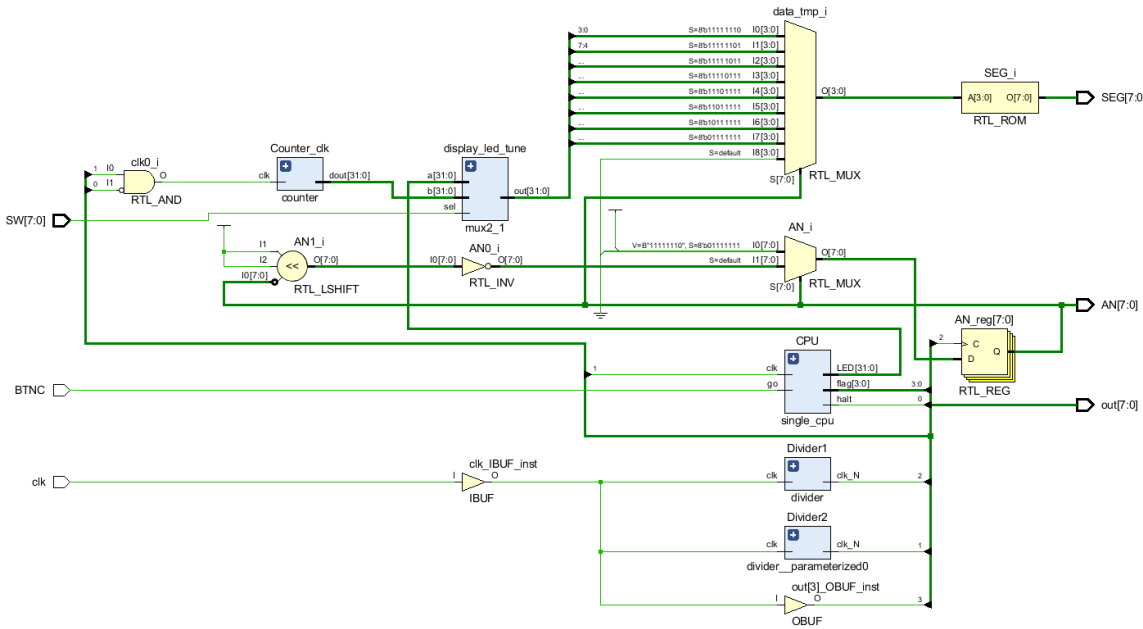 data_tmp_i
3:0 S=8'b11111110 I0[3:0]
7:4 S=8'b11111101 I1[3:0]
... S=8'b11111011 I2[3:0]
... S=8'b11110111 I3[3:0]
... S=8'b11101111 I4[3:0] O[3:0]
... S=8'b11011111 I5[3:0]
... S=8'b10111111 I6[3:0]
... S=8'b01111111 I7[3:0]
S=default I8[3:0]
S[7:0] RTL_MUX
SEG_i
A[3:0] O[7:0]
RTL_ROM
SEG[7:0
clk0_i
1 I0
0 I1
O
RTL_AND
Counter_clk
clk dout[31:0]
counter
display_led_tune
a[31:0]
b[31:0] out[31:0]
sel
mux2_1
SW[7:0]
AN1_i
I1
I2 << O[7:0]
I0[7:0]
RTL_LSHIFT
AN0_i
I0[7:0] O[7:0]
RTL_INV
AN_i
V=B"11111110", S=8'b01111111 I0[7:0]
S=default I1[7:0] O[7:0]
S[7:0] RTL_MUX
AN[7:0]
AN_reg[7:0]
2 C
D Q
RTL_REG
CPU
1 clk LED[31:0]
go flag[3:0] 3:0
halt 0
single_cpu
BTNC
out[7:0]
clk
clk_IBUF_inst
I O
IBUF
Divider1
clk clk_N 2
divider
Divider2
clk clk_N 1
divider__parameterized0
out[3]_OBUF_inst
I O 3
OBUF